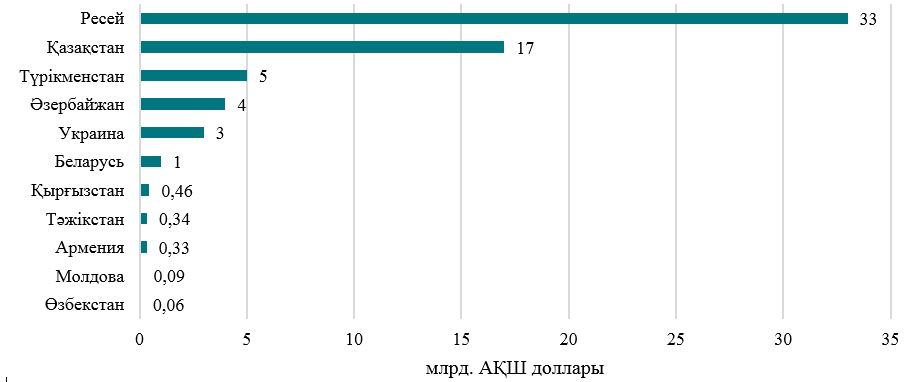 Ресей 33
Қазақстан 17
Түрікменстан 5
Әзербайжан 4
Украина 3
Беларусь 1
Қырғызстан 0,46
Тәжікстан 0,34
Армения 0,33
Молдова 0,09
Өзбекстан 0,06
0 5 10 15 20 25 30 35
млрд. АҚШ доллары